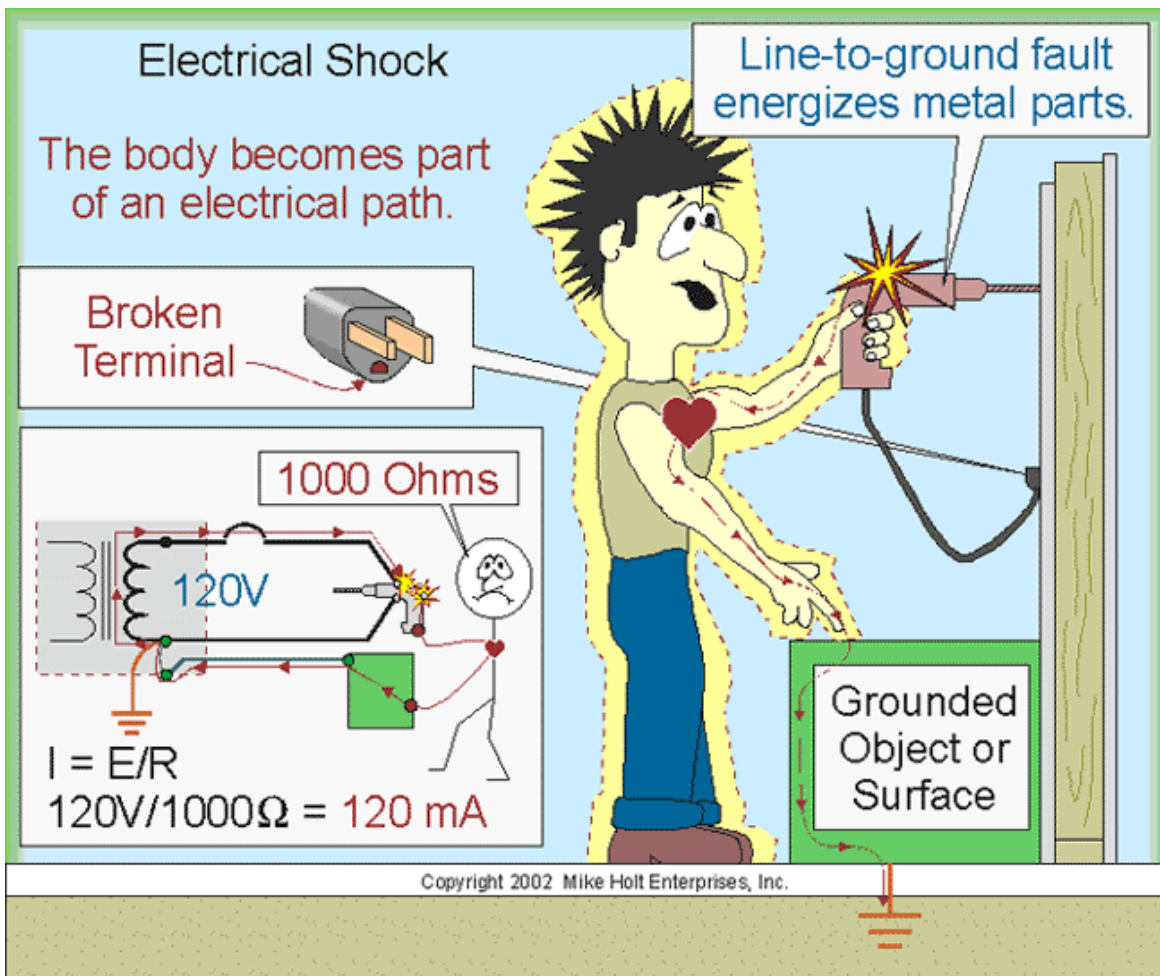 Electrical Shock
The body becomes part
of an electrical path.
Line-to-ground fault
energizes metal parts.
Broken
Terminal
1000 Ohms
120V
I = E/R
120V/1000Ω = 120 mA
Grounded
Object or
Surface
Copyright 2002 Mike Holt Enterprises, Inc.